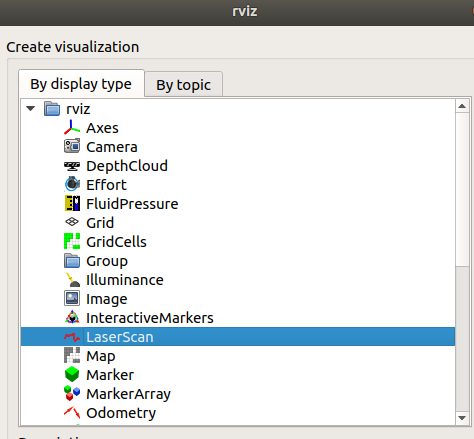 rviz
Create visualization
By display type By topic
rviz
Axes
Camera
DepthCloud
Effort
FluidPressure
Grid
GridCells
Group
Illuminance
Image
InteractiveMarkers
LaserScan
Map
Marker
MarkerArray
Odometry